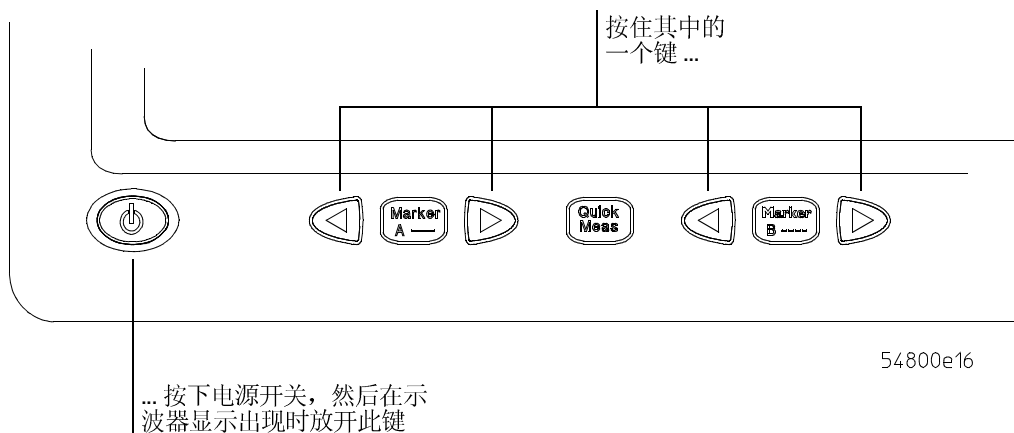 按住其中的
一个键 ...
Marker
A
Quick
Meas
Marker
B
54800e16
... 按下电源开关，然后在示
波器显示出现时放开此键